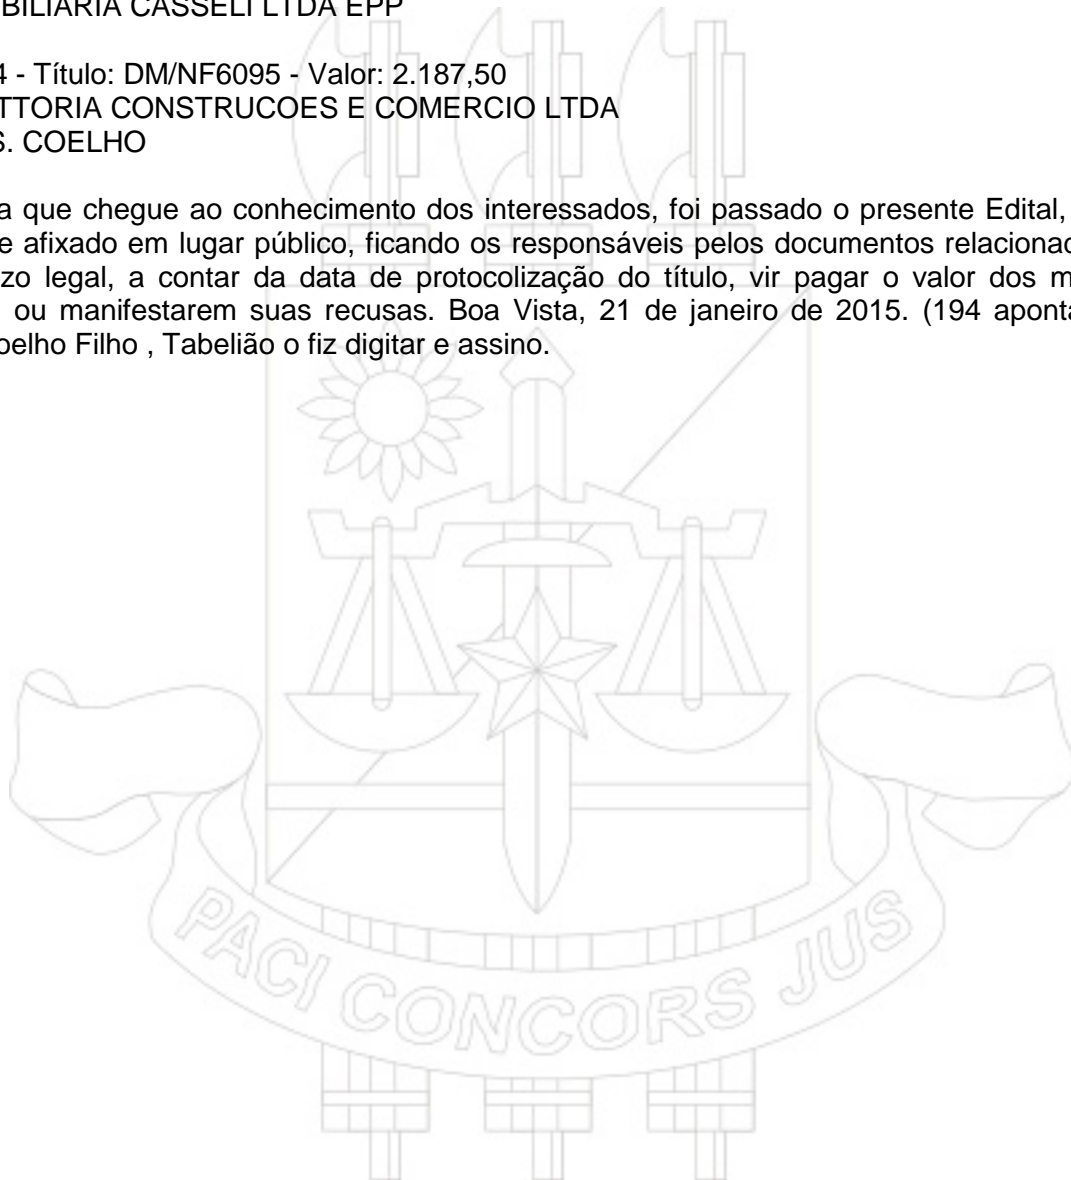 BILIARIA CASSELI LTDA EPP
4 - Título: DM/NF6095 - Valor: 2.187,50
TTORIA CONSTRUCOES E COMERCIO LTDA
S. COELHO
a que chegue ao conhecimento dos interessados, foi passado o presente Edital,
e afixado em lugar público, ficando os responsáveis pelos documentos relacionad
zo legal, a contar da data de protocolização do título, vir pagar o valor dos m
ou manifestarem suas recusas. Boa Vista, 21 de janeiro de 2015. (194 aponta
oelho Filho , Tabelião o fiz digitar e assino.
PACI CONCORS JUS